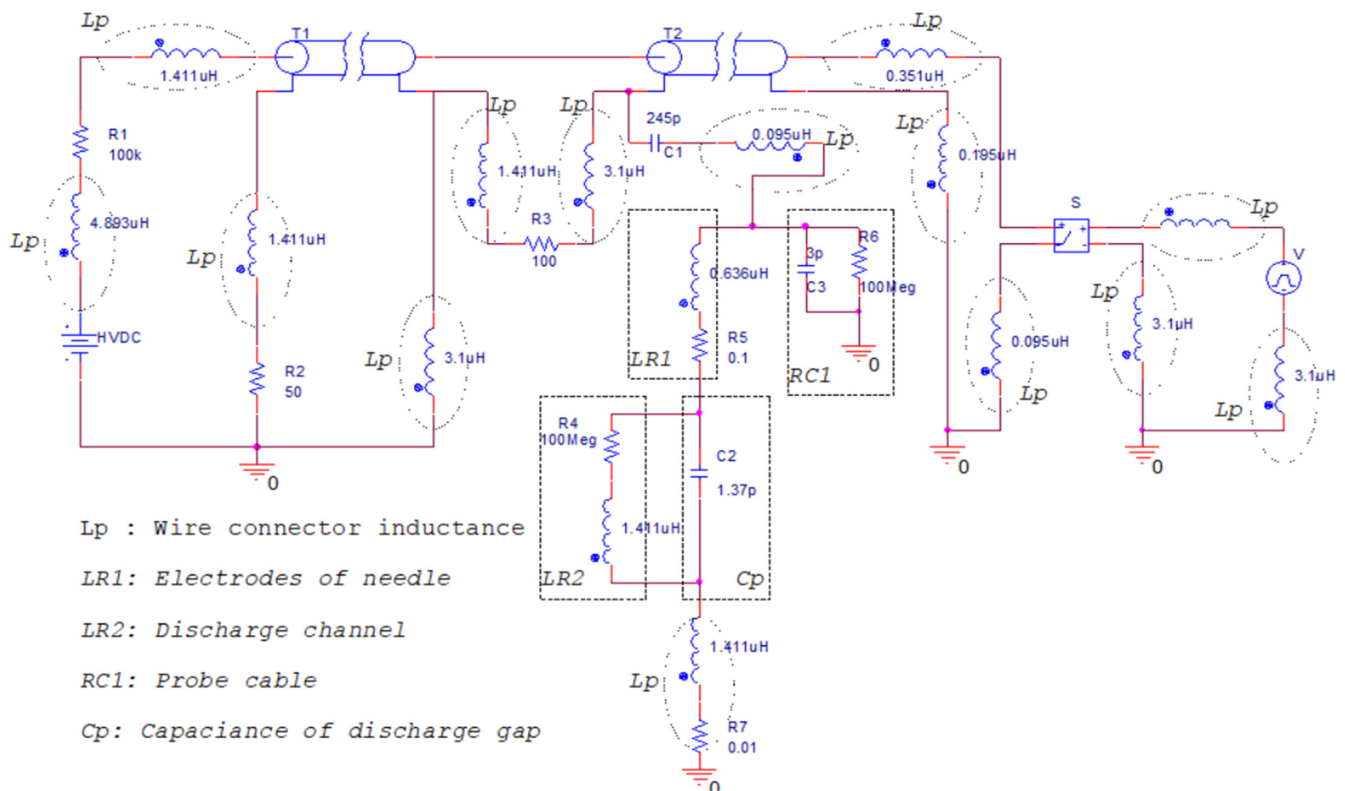 Lp
T1
T2
Lp
1.411uH
0.351uH
R1
100k
Lp
Lp
245p
C1
0.095uH
Lp
Lp
0.195uH
4.893uH
Lp
1.411uH
Lp
1.411uH
3.1uH
R3
100
S
Lp
V
HVDC
R2
50
Lp
3.1uH
0.636uH
R5
0.1
LR1
3p
C3
R6
100Meg
0
RC1
0.095uH
Lp
Lp
3.1uH
3.1uH
Lp
0
0
0
R4
100Meg
1.411uH
LR2
C2
1.37p
Cp
Lp : Wire connector inductance
LR1: Electrodes of needle
LR2: Discharge channel
RC1: Probe cable
Cp: Capaciance of discharge gap
1.411uH
Lp
R7
0.01
0